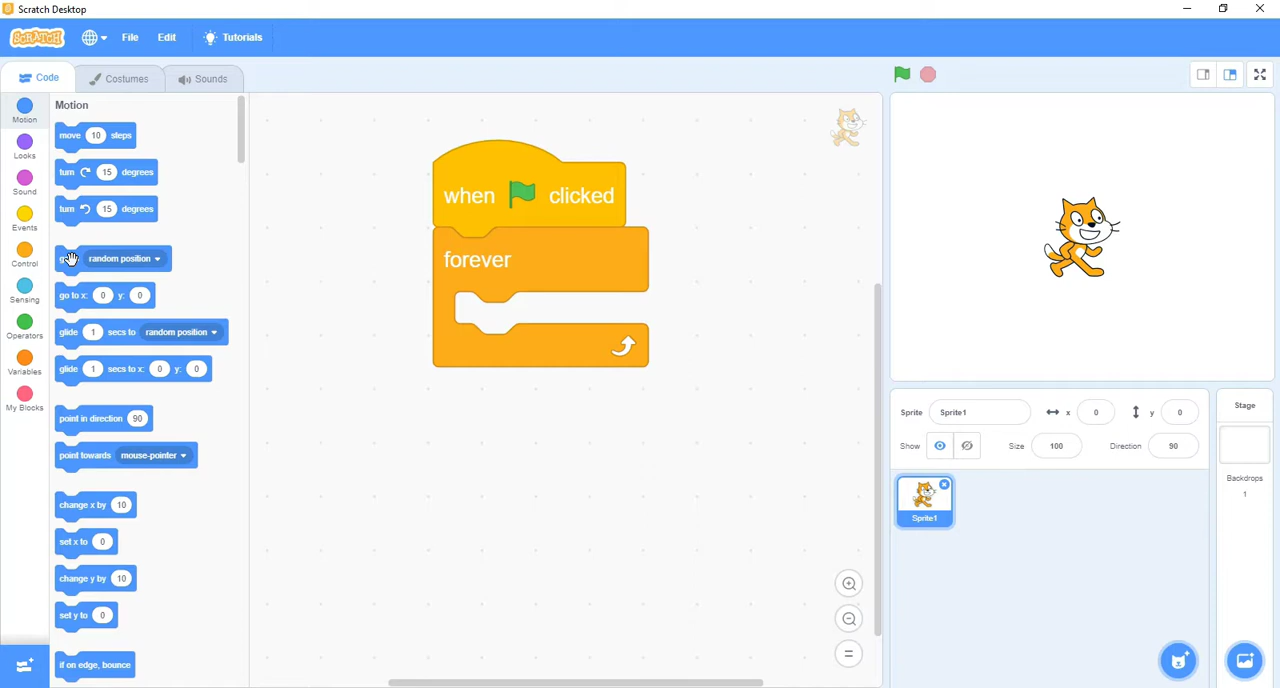 Scratch Desktop
SCRATCH File Edit Tutorials
Code Costumes Sounds
Motion
Looks
Sound
Events
Control
Sensing
Operators
Variables
My Blocks
Motion
move 10 steps
turn 15 degrees
turn 15 degrees
random position
go to x: 0 y: 0
glide 1 secs to random position
glide 1 secs to x: 0 y: 0
point in direction 90
point towards mouse-pointer
change x by 10
set x to 0
change y by 10
set y to 0
if on edge, bounce
when clicked
forever
Sprite Sprite1 x 0 y 0
Show Size 100 Direction 90
Sprite1
Stage
Backdrops
1